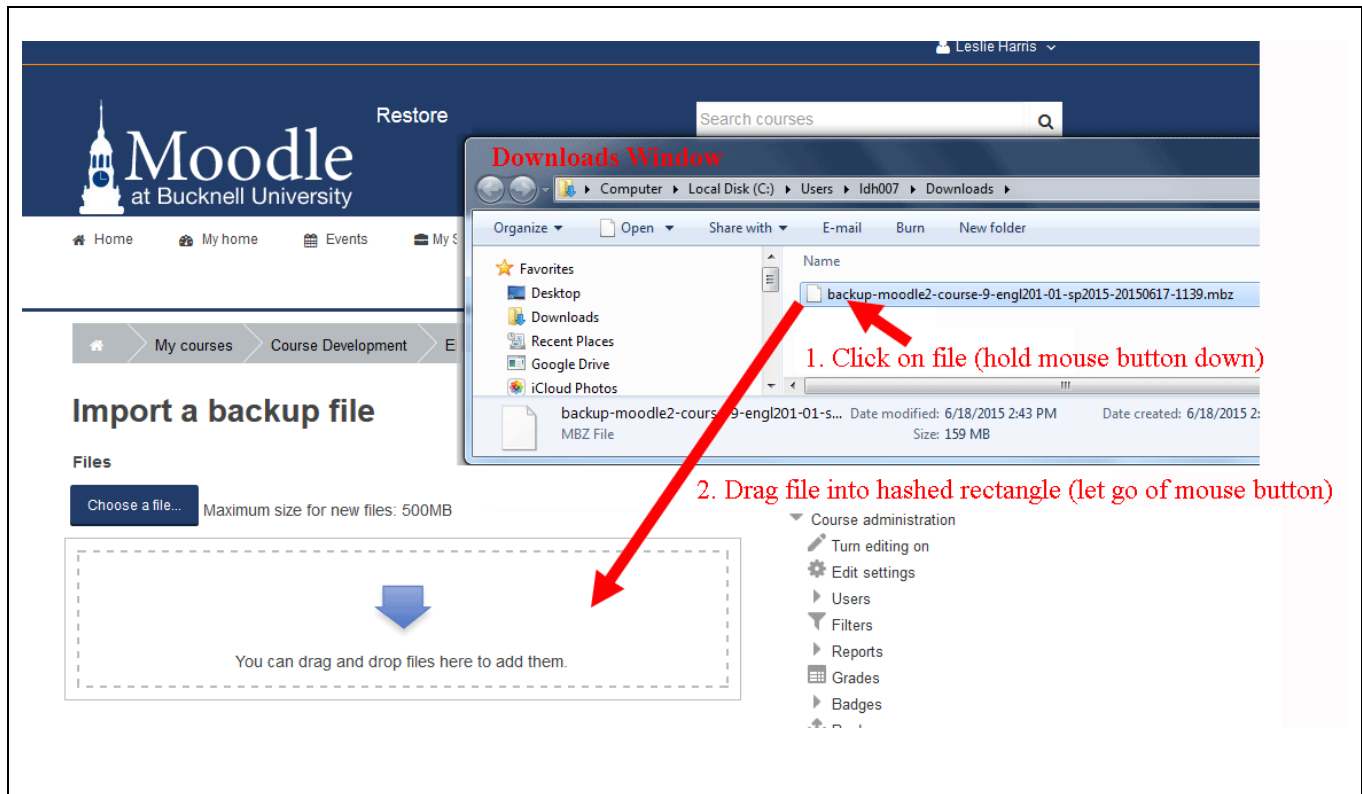 Leslie Harris
Restore
Search courses
Moodle
at Bucknell University
Home My home Events My S
Downloads Window
Computer Local Disk (C:) Users ldh007 Downloads
Organize Open Share with E-mail Burn New folder
Favorites
Desktop
Downloads
Recent Places
Google Drive
iCloud Photos
Name
backup-moodle2-course-9-engl201-01-sp2015-20150617-1139.mbz
1. Click on file (hold mouse button down)
backup-moodle2-cours 9-engl201-01-s... Date modified: 6/18/2015 2:43 PM Date created: 6/18/2015 2:
MBZ File Size: 159 MB
My courses Course Development E
Import a backup file
Files
Choose a file... Maximum size for new files: 500MB
2. Drag file into hashed rectangle (let go of mouse button)
You can drag and drop files here to add them.
Course administration
Turn editing on
Edit settings
Users
Filters
Reports
Grades
Badges